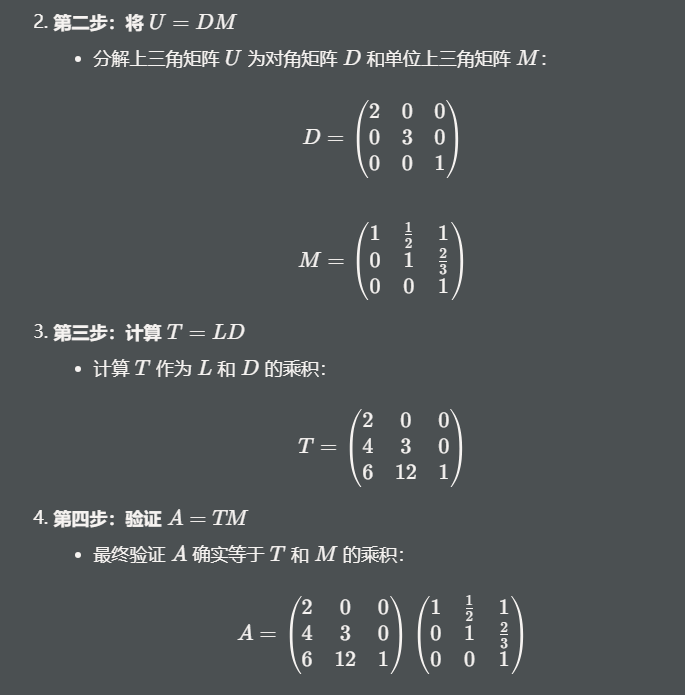 2. 第二步：将 U = DM
• 分解上三角矩阵 U 为对角矩阵 D 和单位上三角矩阵 M：
D = \begin{pmatrix} 2 & 0 & 0 \\ 0 & 3 & 0 \\ 0 & 0 & 1 \end{pmatrix}
M = \begin{pmatrix} 1 & \frac{1}{2} & 1 \\ 0 & 1 & \frac{2}{3} \\ 0 & 0 & 1 \end{pmatrix}
3. 第三步：计算 T = LD
• 计算 T 作为 L 和 D 的乘积：
T = \begin{pmatrix} 2 & 0 & 0 \\ 4 & 3 & 0 \\ 6 & 12 & 1 \end{pmatrix}
4. 第四步：验证 A = TM
• 最终验证 A 确实等于 T 和 M 的乘积：
A = \begin{pmatrix} 2 & 0 & 0 \\ 4 & 3 & 0 \\ 6 & 12 & 1 \end{pmatrix} \begin{pmatrix} 1 & \frac{1}{2} & 1 \\ 0 & 1 & \frac{2}{3} \\ 0 & 0 & 1 \end{pmatrix}